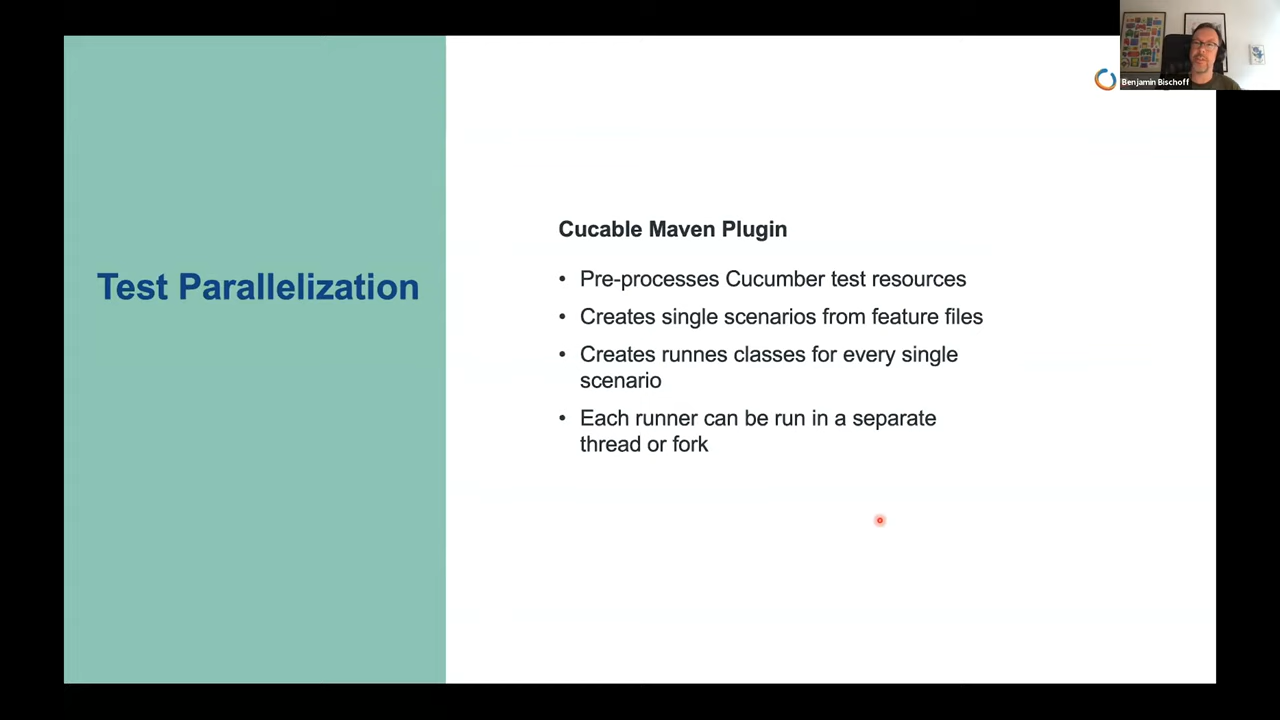 Benjamin Bischoff
Test Parallelization
Cucable Maven Plugin
• Pre-processes Cucumber test resources
• Creates single scenarios from feature files
• Creates runnes classes for every single
scenario
• Each runner can be run in a separate
thread or fork